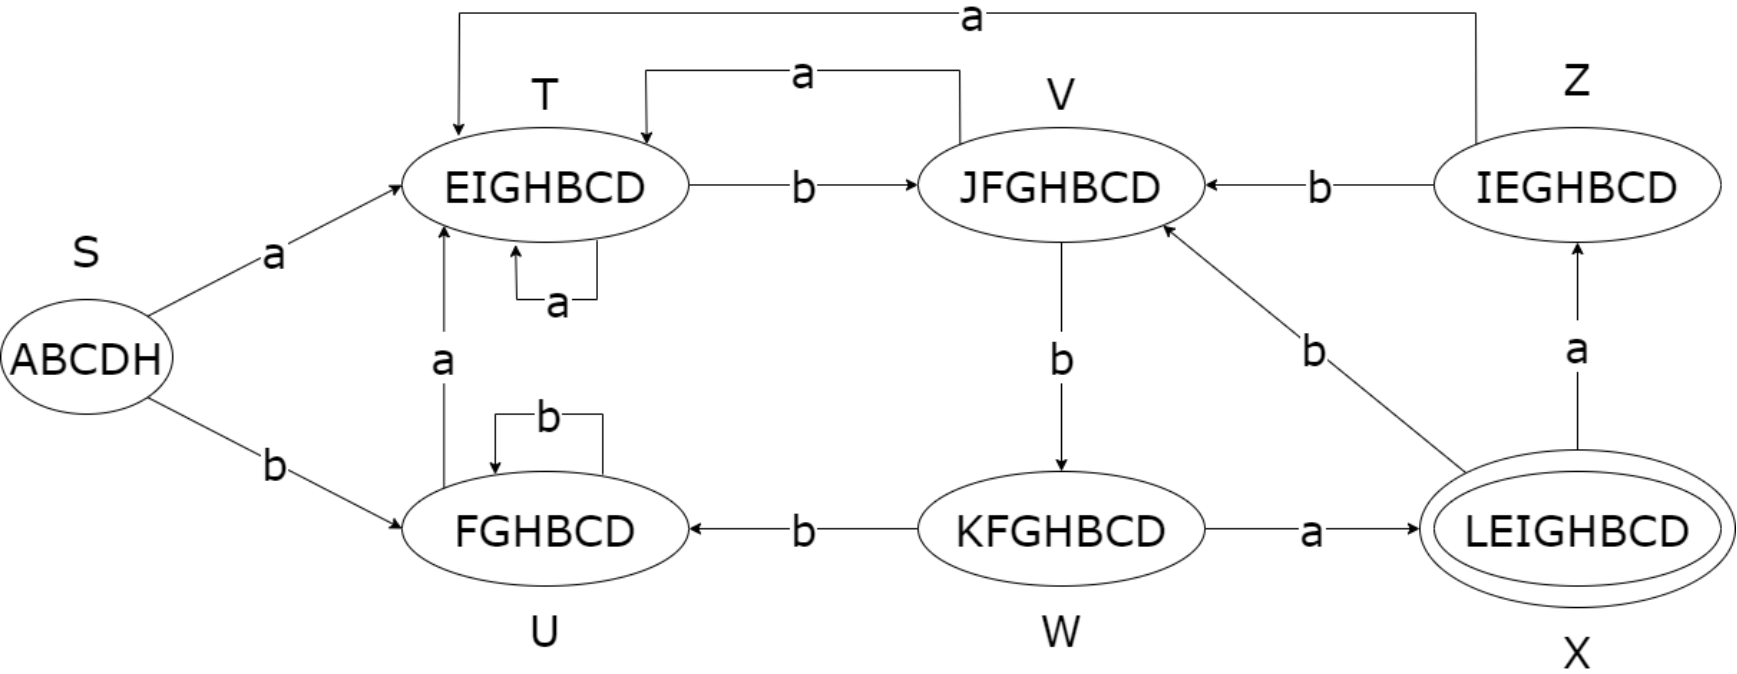 a
a
T
V
Z
EIGHBCD
b
JFGHBCD
b
IEGHBCD
S
a
a
ABCDH
a
b
b
a
b
b
FGHBCD
b
KFGHBCD
a
LEIGHBCD
U
W
X